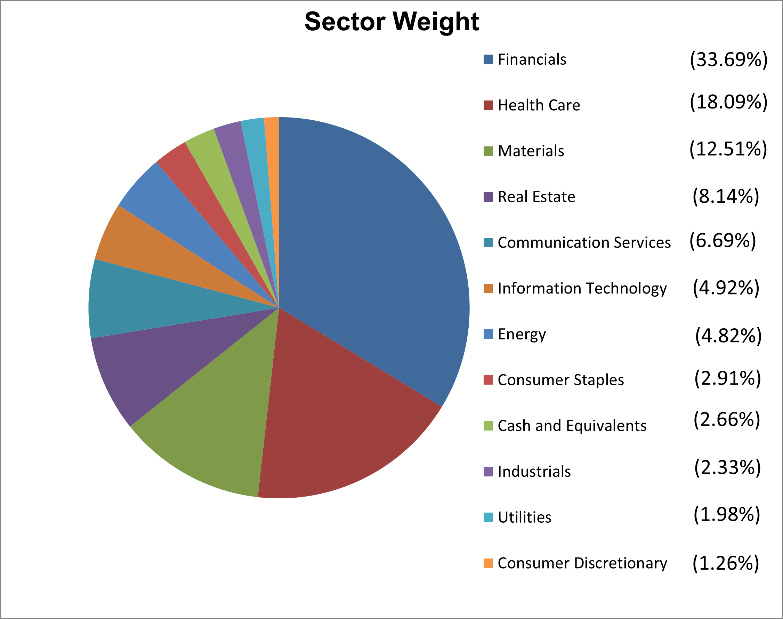 Sector Weight
Financials (33.69%)
Health Care (18.09%)
Materials (12.51%)
Real Estate (8.14%)
Communication Services (6.69%)
Information Technology (4.92%)
Energy (4.82%)
Consumer Staples (2.91%)
Cash and Equivalents (2.66%)
Industrials (2.33%)
Utilities (1.98%)
Consumer Discretionary (1.26%)